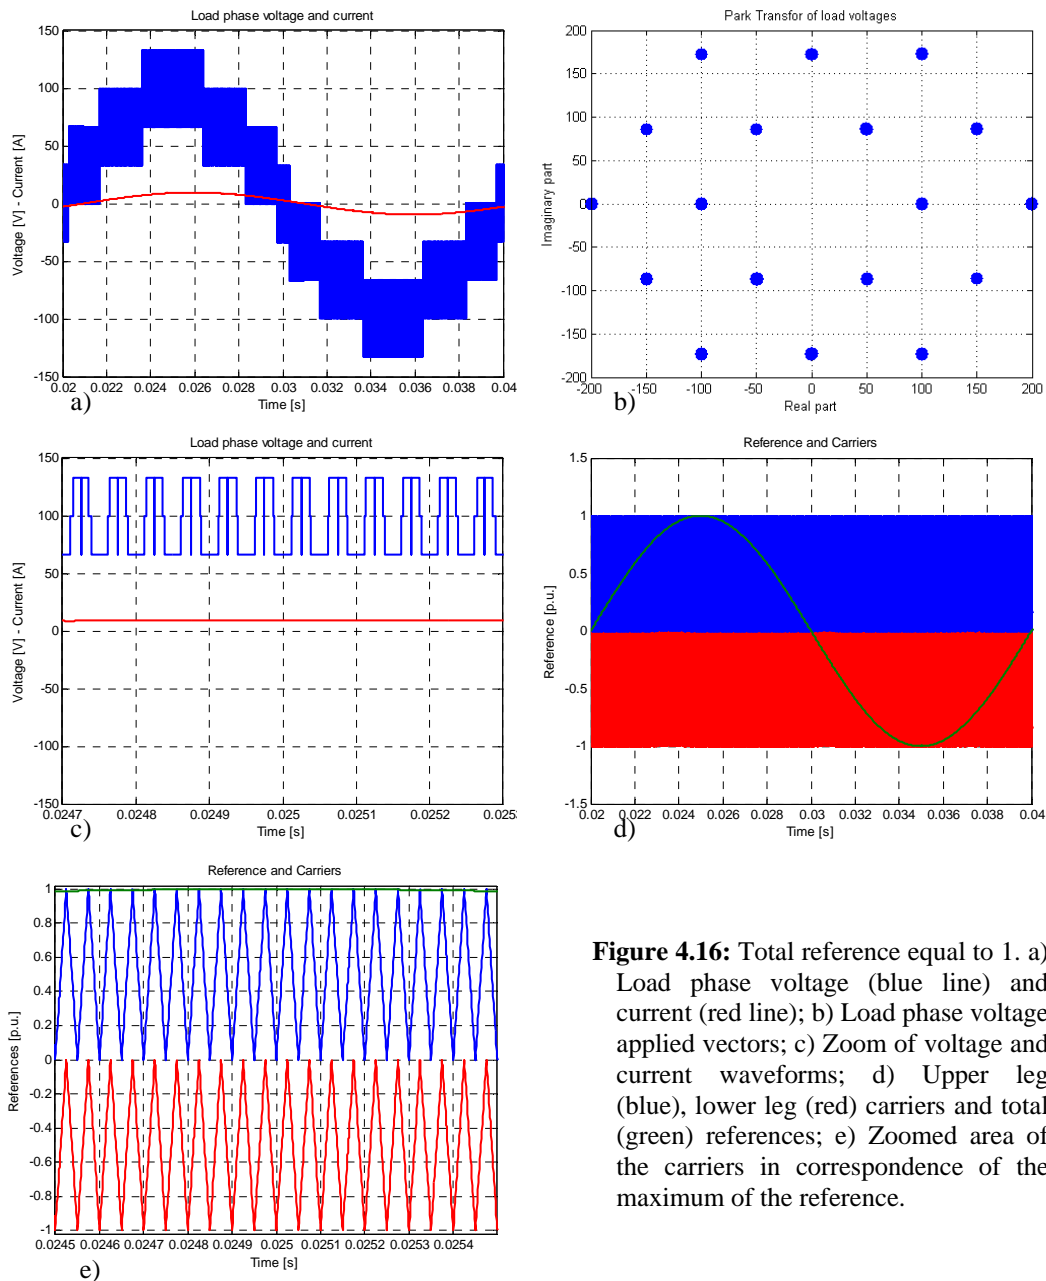 Load phase voltage and current
150
100
50
0
-50
-100
-150
Voltage [V] - Current [A]
0.02 0.022 0.024 0.026 0.028 0.03 0.032 0.034 0.036 0.038 0.04
Time [s]
a)
Park Transfor of load voltages
200
150
100
50
0
-50
-100
-150
-200
Imaginary part
-200 -150 -100 -50 0 50 100 150 200
Real part
b)
Load phase voltage and current
150
100
50
0
-50
-100
-150
Voltage [V] - Current [A]
0.0247 0.0248 0.0249 0.025 0.0251 0.0252 0.025
Time [s]
c)
Reference and Carriers
1.5
1
0.5
0
-0.5
-1
-1.5
Reference [p.u.]
0.02 0.022 0.024 0.026 0.028 0.03 0.032 0.034 0.036 0.038 0.04
Time [s]
d)
Reference and Carriers
1
0.8
0.6
0.4
0.2
0
-0.2
-0.4
-0.6
-0.8
-1
References [p.u.]
0.0245 0.0246 0.0247 0.0248 0.0249 0.025 0.0251 0.0252 0.0253 0.0254
Time [s]
e)
Figure 4.16: Total reference equal to 1. a)
Load phase voltage (blue line) and
current (red line); b) Load phase voltage
applied vectors; c) Zoom of voltage and
current waveforms; d) Upper leg
(blue), lower leg (red) carriers and total
(green) references; e) Zoomed area of
the carriers in correspondence of the
maximum of the reference.